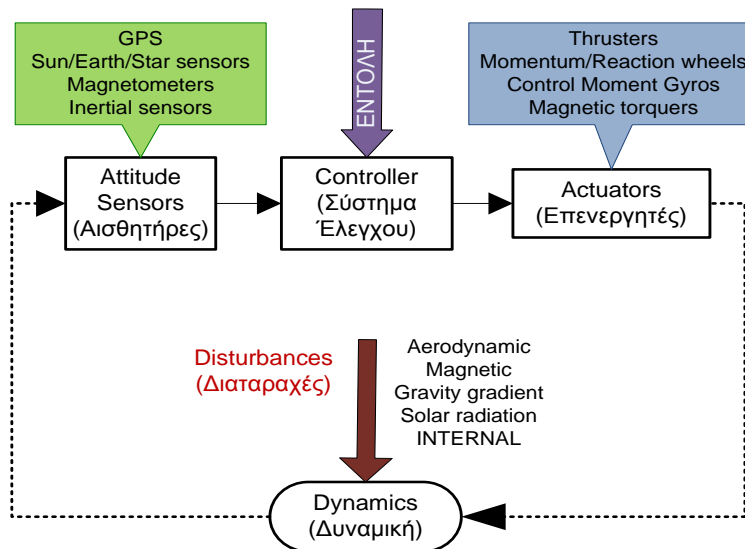 GPS
Sun/Earth/Star sensors
Magnetometers
Inertial sensors
ΕΝΤΟΛΗ
Thrusters
Momentum/Reaction wheels
Control Moment Gyros
Magnetic torquers
Attitude
Sensors
(Αισθητήρες)
Controller
(Σύστημα
Έλεγχου)
Actuators
(Επενεργητές)
Disturbances
(Διαταραχές)
Aerodynamic
Magnetic
Gravity gradient
Solar radiation
INTERNAL
Dynamics
(Δυναμική)